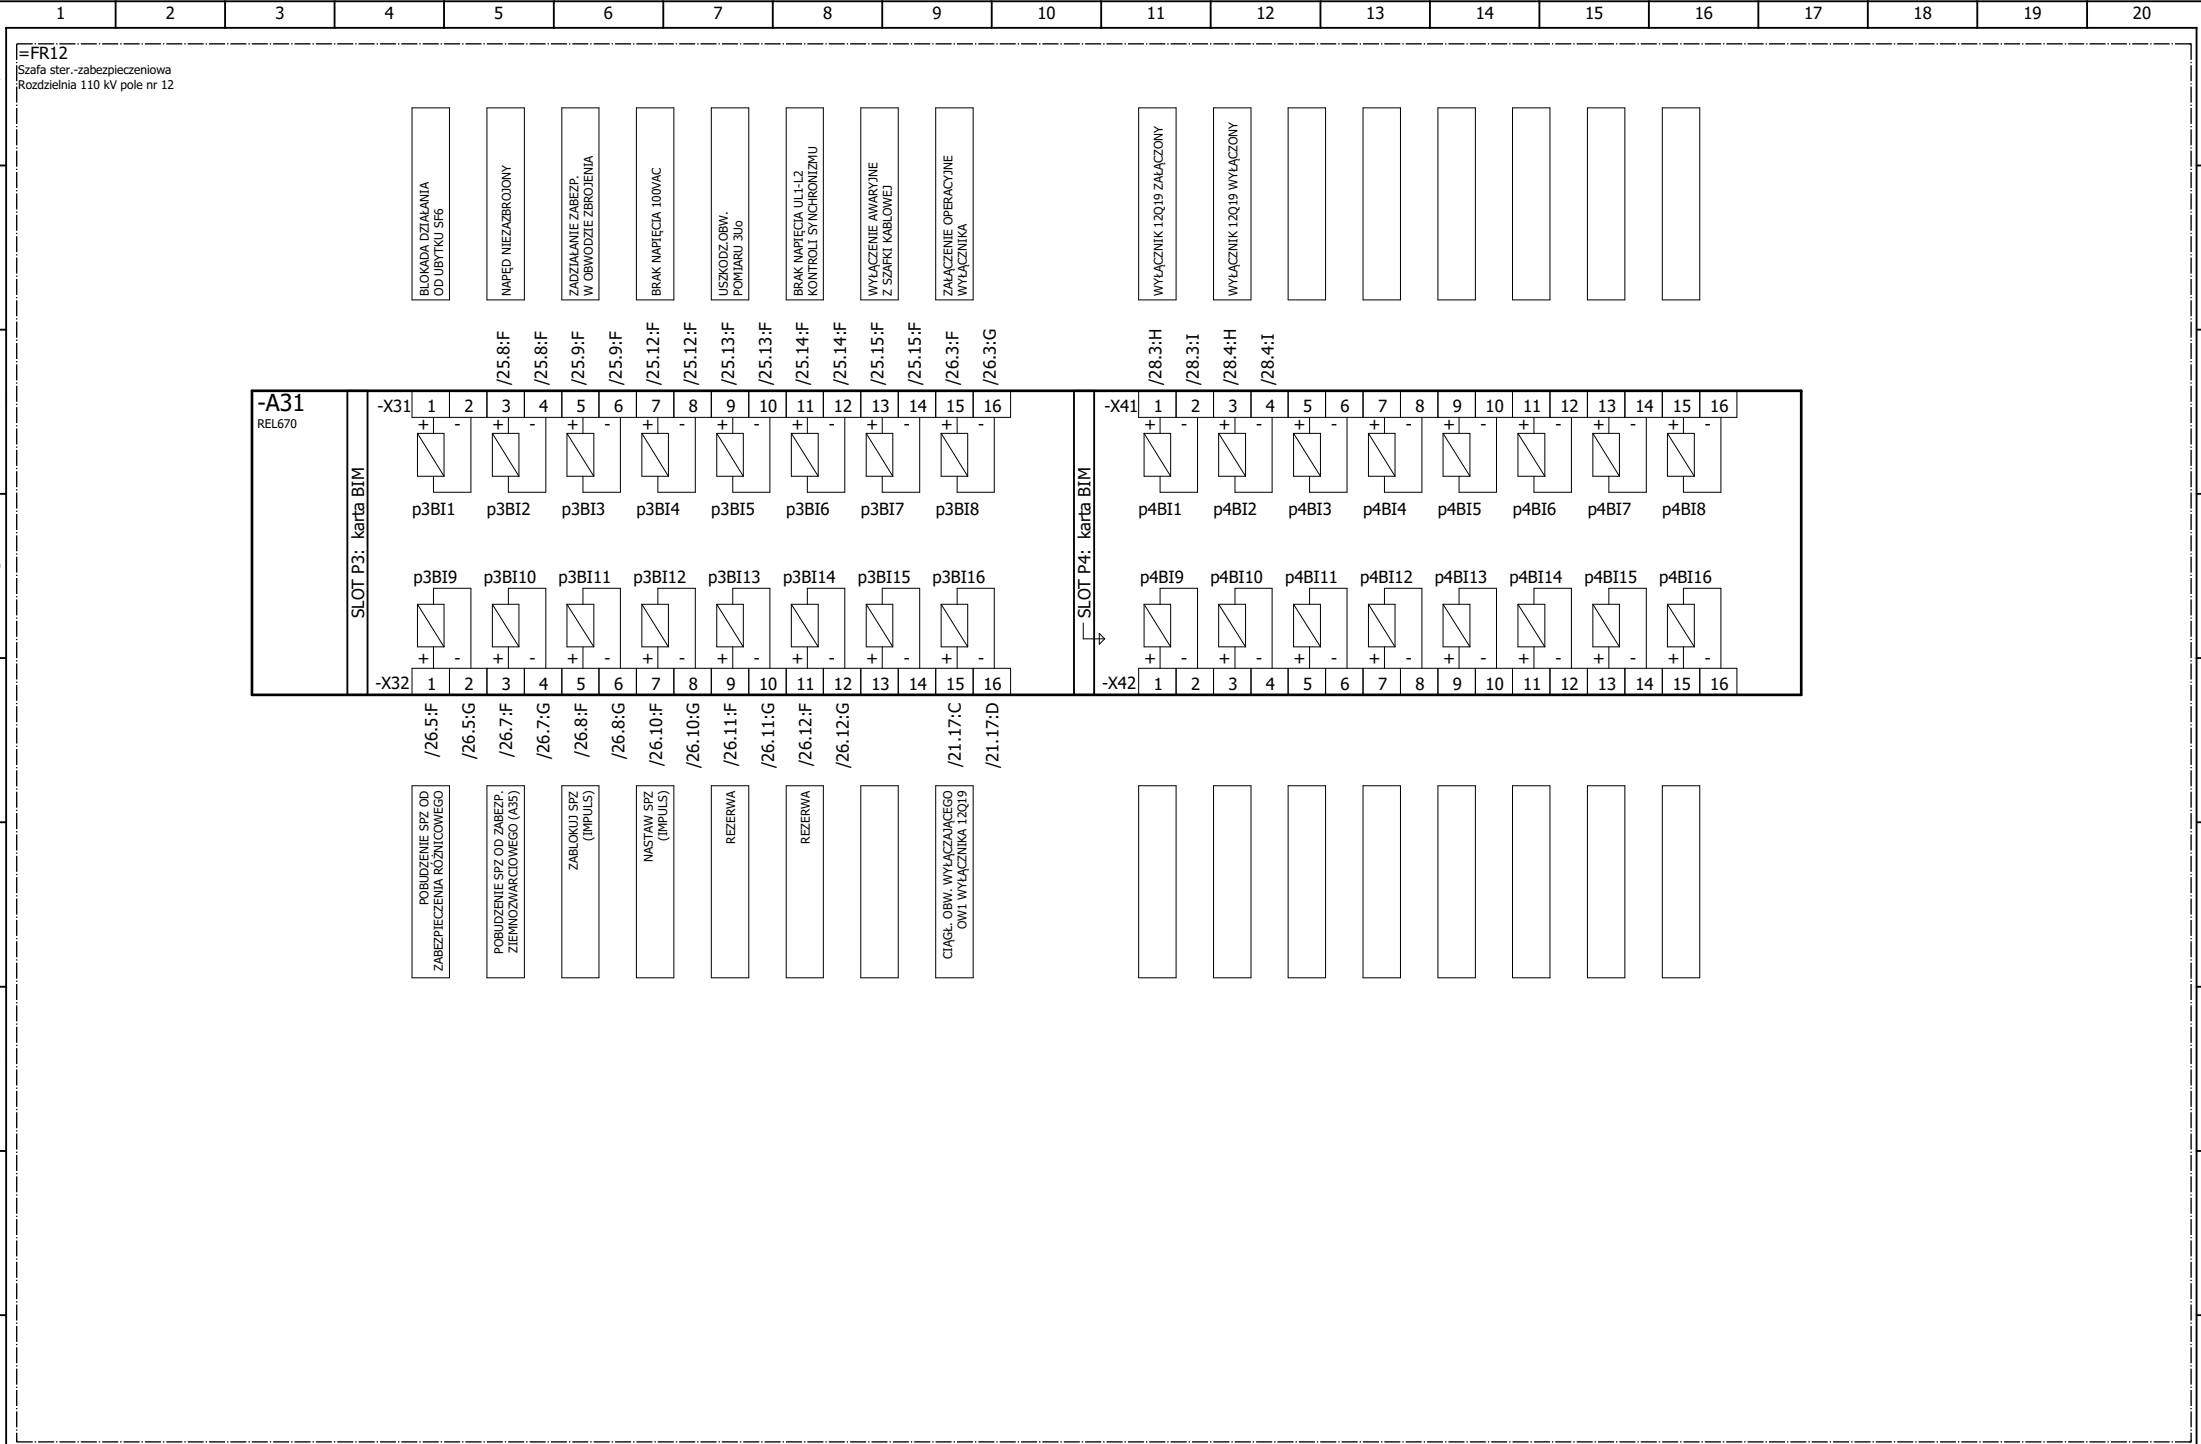 1 2 3 4 5 6 7 8 9 10 11 12 13 14 15 16 17 18 19 20
=FR12
Szafa ster.-zabezpieczeniowa
Rozdzielnia 110 kV pole nr 12
BLOKADA DZIAŁANIA
OD UBYTKU SF6
NAPĘD NIEZAZBROJONY
ZADZIAŁANIE ZABEZP.
W OBWODZIE ZBROJENIA
BRAK NAPIĘCIA 100VAC
USZKODZ.OBW.
POMIARU 3Uo
BRAK NAPIĘCIA UL1-L2
KONTROLI SYNCHRONIZMU
WYŁĄCZENIE AWARYJNE
Z SZAFKI KABLOWEJ
ZAŁĄCZENIE OPERACYJNE
WYŁĄCZNIKA
WYŁĄCZNIK 12Q19 ZAŁĄCZONY
WYŁĄCZNIK 12Q19 WYŁĄCZONY
/25.8:F
/25.8:F
/25.9:F
/25.9:F
/25.12:F
/25.12:F
/25.13:F
/25.13:F
/25.14:F
/25.14:F
/25.15:F
/25.15:F
/26.3:F
/26.3:G
/28.3:H
/28.3:I
/28.4:H
/28.4:I
-A31
REL670
SLOT P3: karta BIM
-X31 1 2 3 4 5 6 7 8 9 10 11 12 13 14 15 16
+ - + - + - + - + - + - + - + -
p3BI1 p3BI2 p3BI3 p3BI4 p3BI5 p3BI6 p3BI7 p3BI8
p3BI9 p3BI10 p3BI11 p3BI12 p3BI13 p3BI14 p3BI15 p3BI16
+ - + - + - + - + - + - + - + -
-X32 1 2 3 4 5 6 7 8 9 10 11 12 13 14 15 16
SLOT P4: karta BIM
-X41 1 2 3 4 5 6 7 8 9 10 11 12 13 14 15 16
+ - + - + - + - + - + - + - + -
p4BI1 p4BI2 p4BI3 p4BI4 p4BI5 p4BI6 p4BI7 p4BI8
p4BI9 p4BI10 p4BI11 p4BI12 p4BI13 p4BI14 p4BI15 p4BI16
+ - + - + - + - + - + - + - + -
-X42 1 2 3 4 5 6 7 8 9 10 11 12 13 14 15 16
/26.5:F
/26.5:G
/26.7:F
/26.7:G
/26.8:F
/26.8:G
/26.10:F
/26.10:G
/26.11:F
/26.11:G
/26.12:F
/26.12:G
/21.17:C
/21.17:D
POBUDZENIE SPZ OD
ZABEZPIECZENIA RÓŻNICOWEGO
POBUDZENIE SPZ OD ZABEZP.
ZIEMNOZWARCIOWEGO (A35)
ZABLOKUJ SPZ
(IMPULS)
NASTAW SPZ
(IMPULS)
REZERWA
REZERWA
CIĄGŁ. OBW. WYŁĄCZAJĄCEGO
OW1 WYŁĄCZNIKA 12Q19